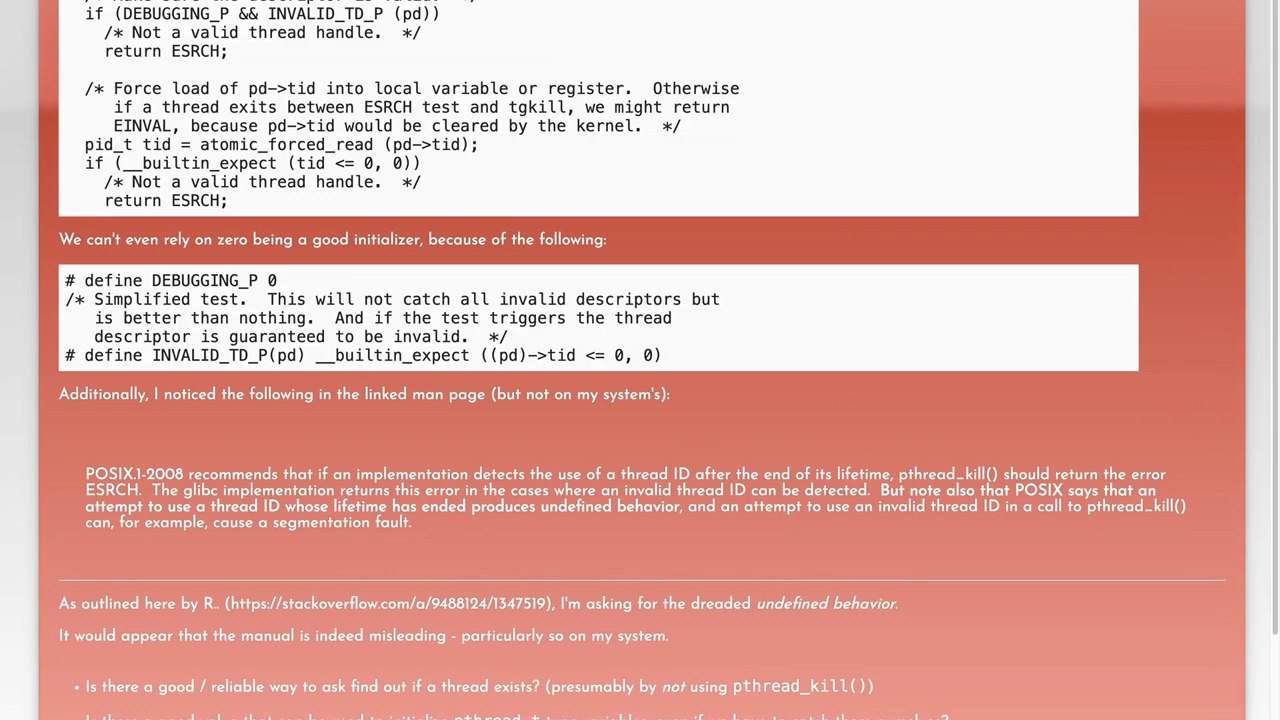 if (DEBUGGING_P && INVALID_TD_P (pd))
/* Not a valid thread handle.  */
return ESRCH;
/* Force load of pd->tid into local variable or register.  Otherwise
if a thread exits between ESRCH test and tgkill, we might return
EINVAL, because pd->tid would be cleared by the kernel.  */
pid_t tid = atomic_forced_read (pd->tid);
if (__builtin_expect (tid <= 0, 0))
/* Not a valid thread handle.  */
return ESRCH;
We can't even rely on zero being a good initializer, because of the following:
# define DEBUGGING_P 0
/* Simplified test.  This will not catch all invalid descriptors but
is better than nothing.  And if the test triggers the thread
descriptor is guaranteed to be invalid.  */
# define INVALID_TD_P(pd) __builtin_expect ((pd)->tid <= 0, 0)
Additionally, I noticed the following in the linked man page (but not on my system's):
POSIX.1-2008 recommends that if an implementation detects the use of a thread ID after the end of its lifetime, pthread_kill() should return the error
ESRCH.  The glibc implementation returns this error in the cases where an invalid thread ID can be detected.  But note also that POSIX says that an
attempt to use a thread ID whose lifetime has ended produces undefined behavior, and an attempt to use an invalid thread ID in a call to pthread_kill()
can, for example, cause a segmentation fault.
As outlined here by R.. (https://stackoverflow.com/a/9488124/1347519), I'm asking for the dreaded undefined behavior.
It would appear that the manual is indeed misleading - particularly so on my system.
• Is there a good / reliable way to ask find out if a thread exists? (presumably by not using pthread_kill())